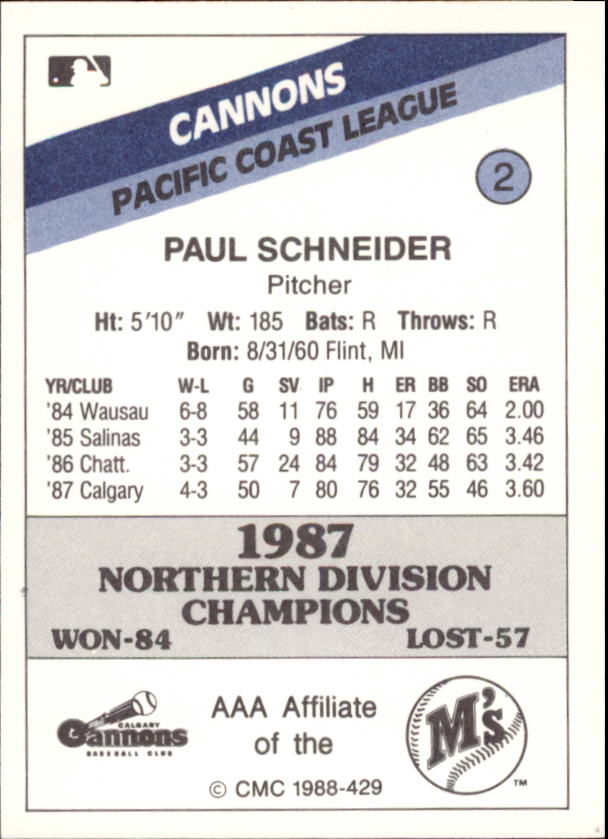 CANNONS
PACIFIC COAST LEAGUE
2
PAUL SCHNEIDER
Pitcher
Ht: 5'10" Wt: 185 Bats: R Throws: R
Born: 8/31/60 Flint, MI
YR/CLUB W-L G SV IP H ER BB SO ERA
'84 Wausau 6-8 58 11 76 59 17 36 64 2.00
'85 Salinas 3-3 44 9 88 84 34 62 65 3.46
'86 Chatt. 3-3 57 24 84 79 32 48 63 3.42
'87 Calgary 4-3 50 7 80 76 32 55 46 3.60
1987
NORTHERN DIVISION
CHAMPIONS
WON-84 LOST-57
CALGARY
Cannons
BASEBALL CLUB
AAA Affiliate
of the
M's
TM
© CMC 1988-429